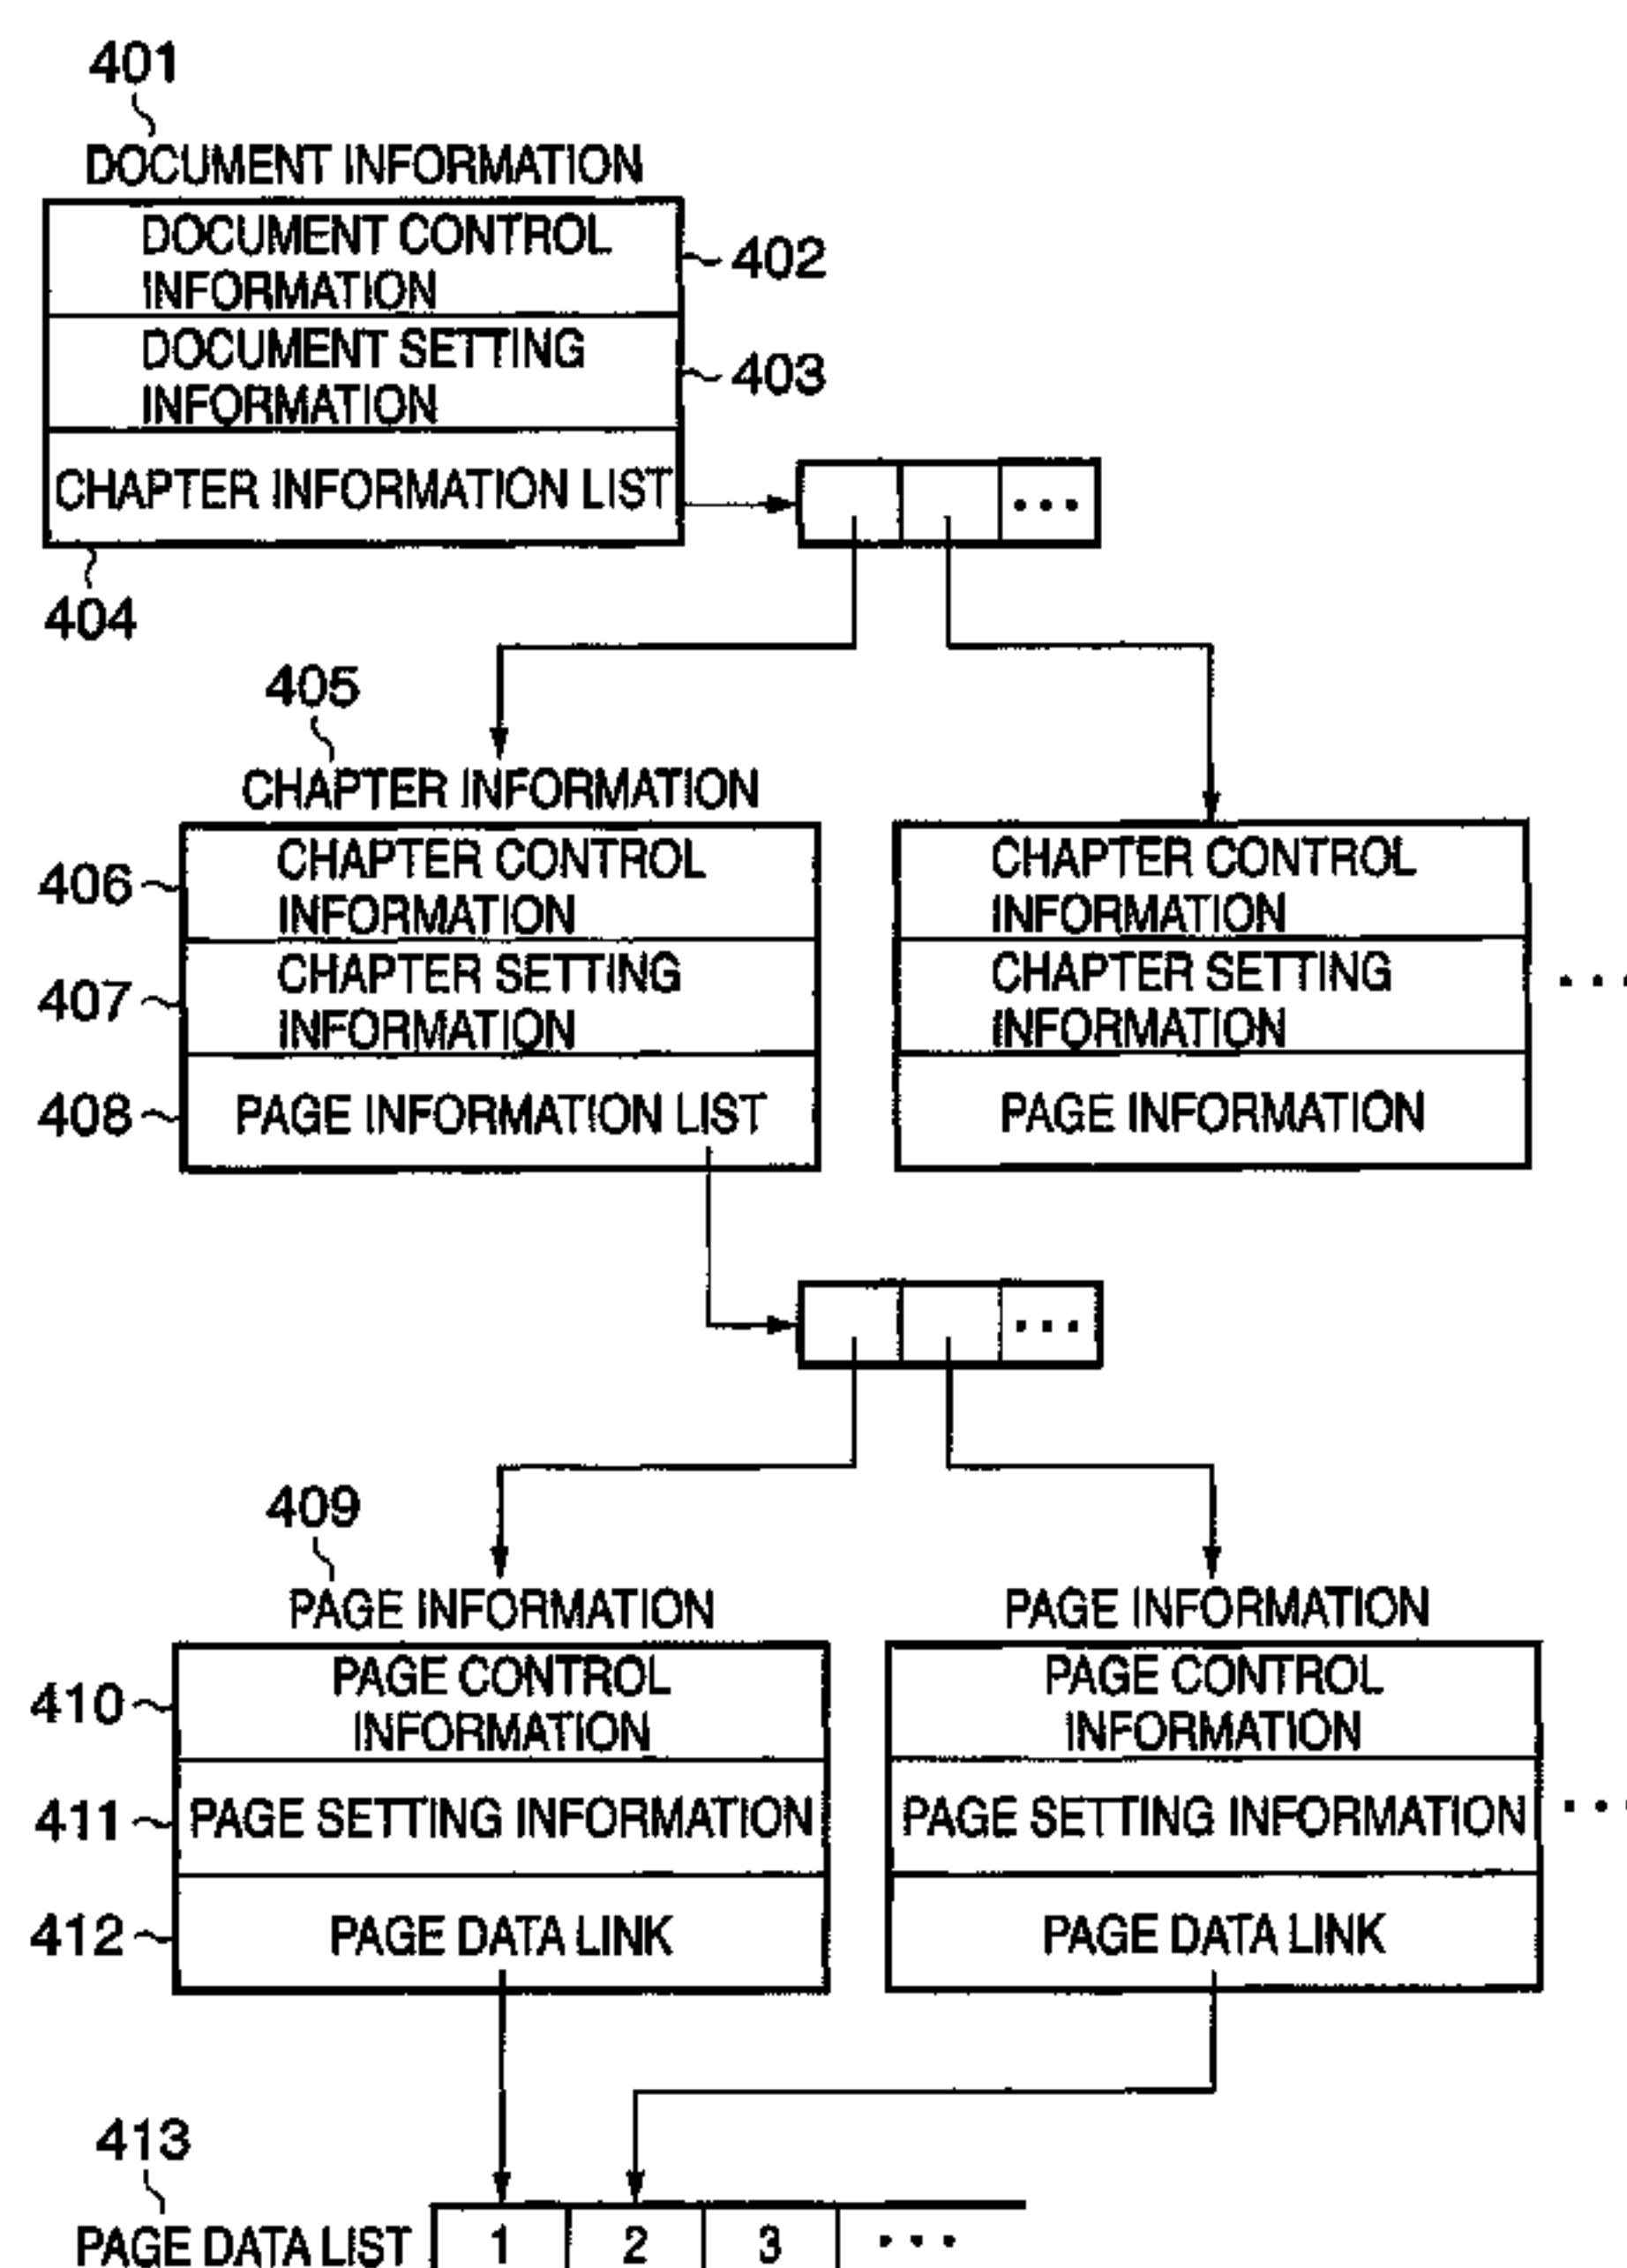 401
DOCUMENT INFORMATION
DOCUMENT CONTROL
INFORMATION
402
DOCUMENT SETTING
INFORMATION
403
CHAPTER INFORMATION LIST
• • •
404
405
CHAPTER INFORMATION
406
CHAPTER CONTROL
INFORMATION
407
CHAPTER SETTING
INFORMATION
408
PAGE INFORMATION LIST
CHAPTER CONTROL
INFORMATION
CHAPTER SETTING
INFORMATION
• • •
PAGE INFORMATION
• • •
409
PAGE INFORMATION
410
PAGE CONTROL
INFORMATION
411
PAGE SETTING INFORMATION
412
PAGE DATA LINK
PAGE INFORMATION
PAGE CONTROL
INFORMATION
PAGE SETTING INFORMATION
• • •
PAGE DATA LINK
413
PAGE DATA LIST 1 2 3 • • •